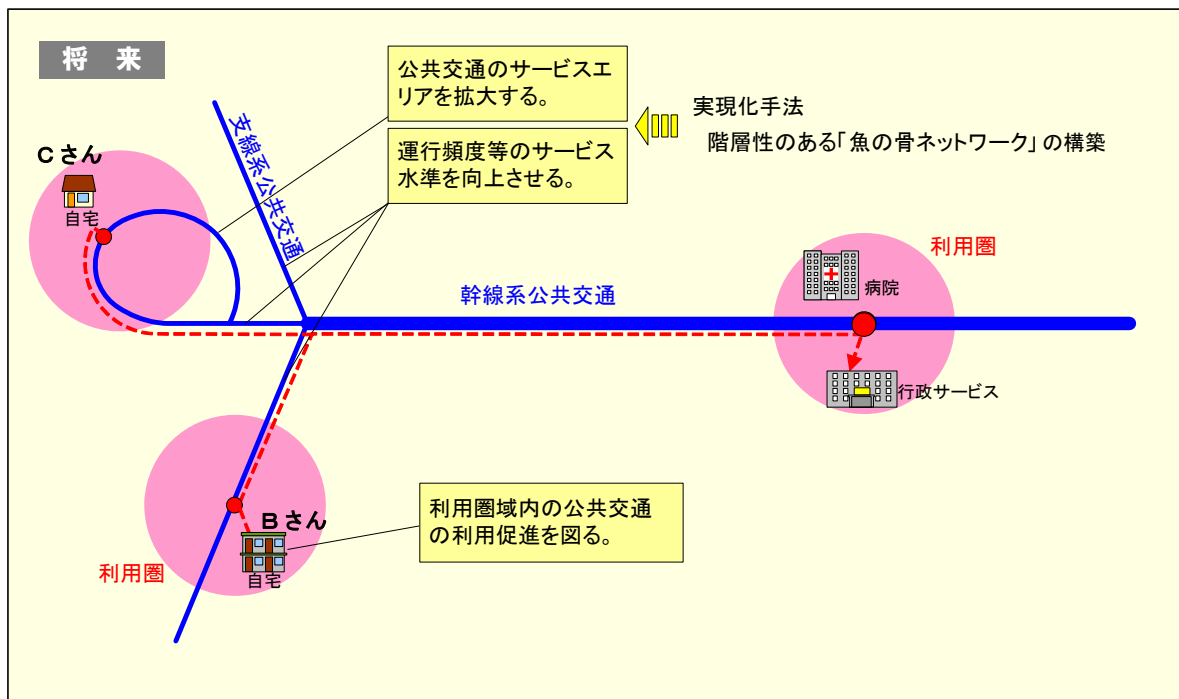 将 来
公共交通のサービスエ
リアを拡大する。
実現化手法
階層性のある「魚の骨ネットワーク」の構築
運行頻度等のサービス
水準を向上させる。
支線系公共交通
Cさん
自宅
利用圏
病院
幹線系公共交通
行政サービス
利用圏域内の公共交通
の利用促進を図る。
Bさん
自宅
利用圏